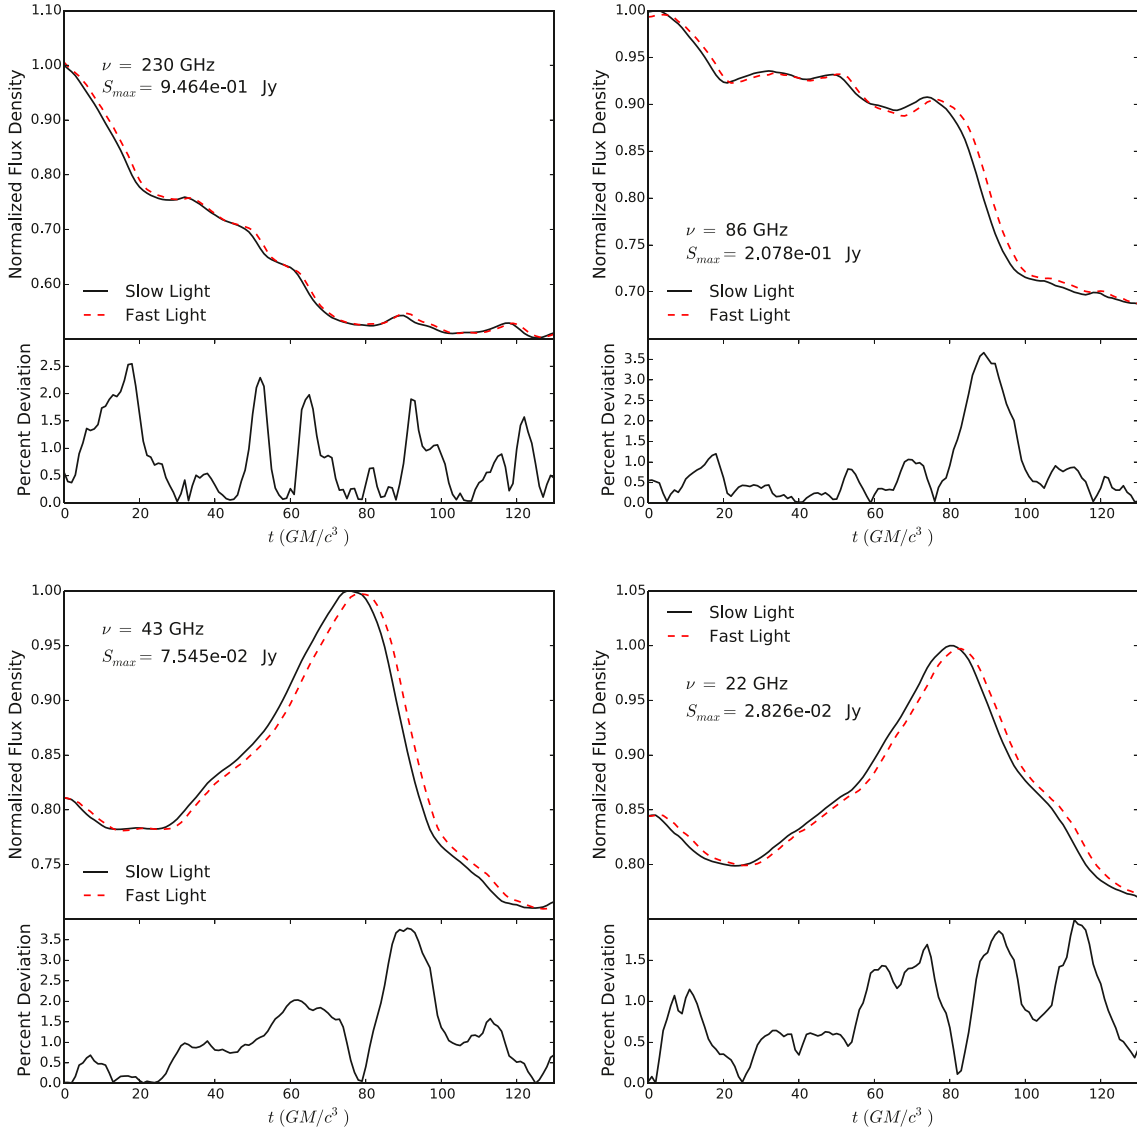 1.10
1.00
0.90
0.80
0.70
0.60
Normalized Flux Density
ν = 230 GHz
S_max = 9.464e-01 Jy
Slow Light
Fast Light
2.5
2.0
1.5
1.0
0.5
0.0
Percent Deviation
0 20 40 60 80 100 120
t (GM/c³)
1.00
0.95
0.90
0.85
0.80
0.75
0.70
Normalized Flux Density
ν = 86 GHz
S_max = 2.078e-01 Jy
Slow Light
Fast Light
3.5
3.0
2.5
2.0
1.5
1.0
0.5
0.0
Percent Deviation
0 20 40 60 80 100 120
t (GM/c³)
1.00
0.95
0.90
0.85
0.80
0.75
Normalized Flux Density
ν = 43 GHz
S_max = 7.545e-02 Jy
Slow Light
Fast Light
3.5
3.0
2.5
2.0
1.5
1.0
0.5
0.0
Percent Deviation
0 20 40 60 80 100 120
t (GM/c³)
1.05
1.00
0.95
0.90
0.85
0.80
Normalized Flux Density
Slow Light
Fast Light
ν = 22 GHz
S_max = 2.826e-02 Jy
1.5
1.0
0.5
0.0
Percent Deviation
0 20 40 60 80 100 120
t (GM/c³)